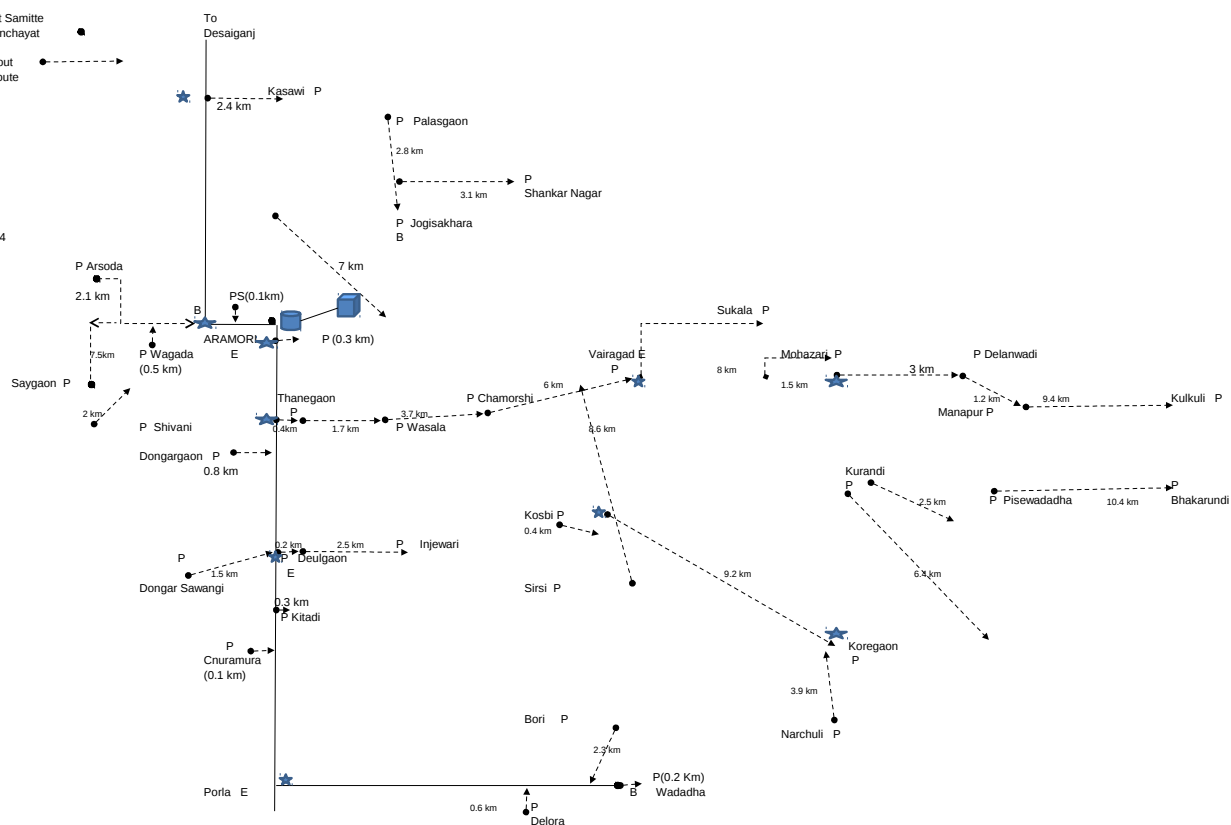 t Samitte
nchayat
out
oute
To
Desaiganj
Kasawi P
2.4 km
P Palasgaon
2.8 km
P
Shankar Nagar
3.1 km
P Jogisakhara
B
4
7 km
P Arsoda
2.1 km
PS(0.1km)
B
ARAMORI
E
P (0.3 km)
7.5km
P Wagada
(0.5 km)
Saygaon P
2 km
P Shivani
Sukala P
Vairagad E
P
8 km
Mohazari P
1.5 km
3 km
P Delanwadi
1.2 km
Manapur P
9.4 km
Kulkuli P
Thanegaon
P
0.4km
1.7 km
3.7 km
P Wasala
P Chamorshi
6 km
8.6 km
Dongargaon P
0.8 km
Kurandi
P
2.5 km
P Pisewadadha
10.4 km
P
Bhakarundi
Kosbi P
0.4 km
0.2 km
2.5 km
P Injewari
P
1.5 km
Dongar Sawangi
P Deulgaon
E
Sirsi P
9.2 km
6.4 km
0.3 km
P Kitadi
P
Cnuramura
(0.1 km)
Koregaon
P
3.9 km
Narchuli P
Bori P
2.3 km
Porla E
P(0.2 Km)
B Wadadha
0.6 km
P
Delora